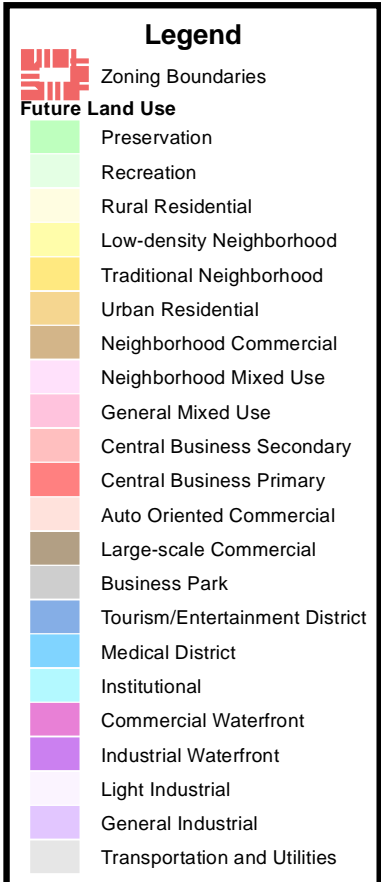 Legend
Zoning Boundaries
Future Land Use
Preservation
Recreation
Rural Residential
Low-density Neighborhood
Traditional Neighborhood
Urban Residential
Neighborhood Commercial
Neighborhood Mixed Use
General Mixed Use
Central Business Secondary
Central Business Primary
Auto Oriented Commercial
Large-scale Commercial
Business Park
Tourism/Entertainment District
Medical District
Institutional
Commercial Waterfront
Industrial Waterfront
Light Industrial
General Industrial
Transportation and Utilities